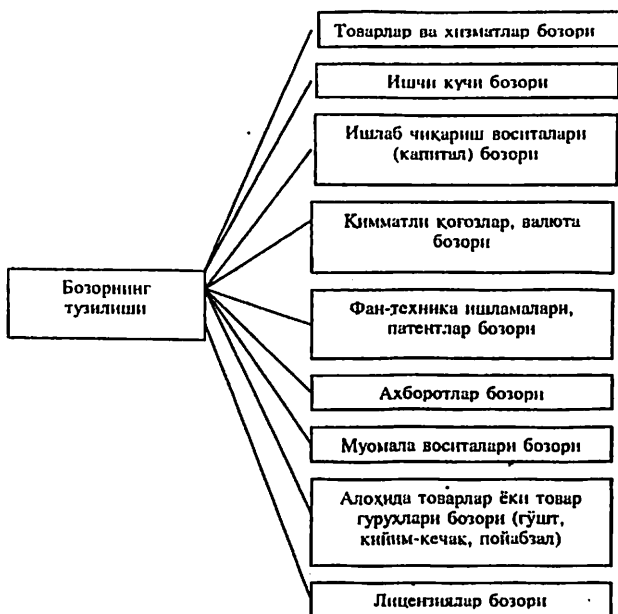 Товарлар ва хизматлар бозори
Ишчи кучи бозори
Ишлаб чиқариш воситалари
(капитал) бозори
Қимматли қоғозлар, валюта
бозори
Бозорнинг
тузилиши
Фан-техника ишламалари,
патентлар бозори
Ахборотлар бозори
Муомала воситалари бозори
Алоҳида товарлар ёки товар
гуруҳлари бозори (гўшт,
кийим-кечак, пойабзал)
Лицензиялар бозори